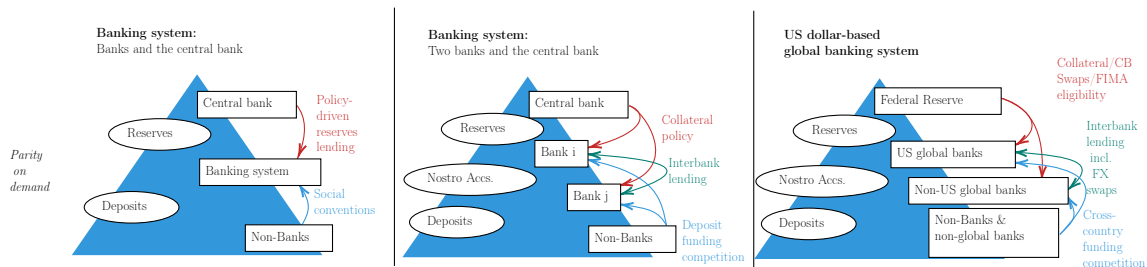 Parity
on
demand
Banking system:
Banks and the central bank
Central bank
Reserves
Policy-
driven
reserves
lending
Banking system
Deposits
Social
conventions
Non-Banks
Banking system:
Two banks and the central bank
Central bank
Reserves
Collateral
policy
Bank i
Interbank
lending
Nostro Accs.
Bank j
Deposits
Non-Banks
Deposit
funding
competition
US dollar-based
global banking system
Collateral/CB
Swaps/FIMA
eligibility
Federal Reserve
Reserves
US global banks
Interbank
lending
incl.
FX
swaps
Nostro Accs.
Non-US global banks
Deposits
Non-Banks &
non-global banks
Cross-
country
funding
competition